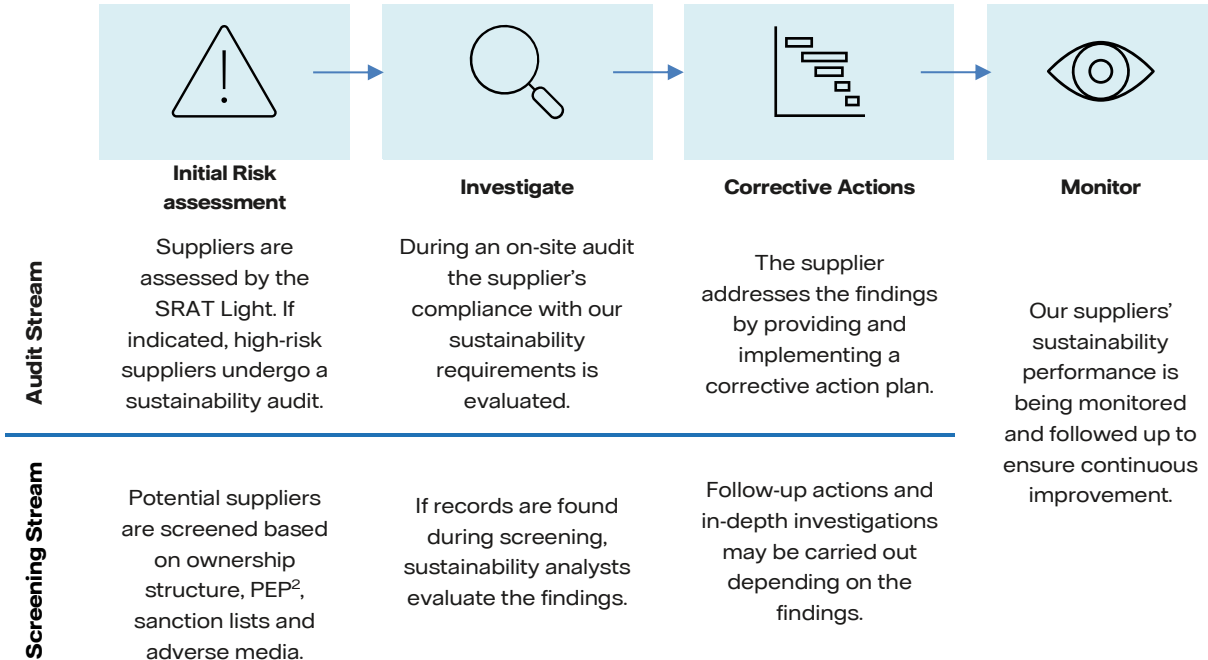 Initial Risk
assessment
Investigate
Corrective Actions
Monitor
Audit Stream
Suppliers are
assessed by the
SRAT Light. If
indicated, high-risk
suppliers undergo a
sustainability audit.
During an on-site audit
the supplier’s
compliance with our
sustainability
requirements is
evaluated.
The supplier
addresses the findings
by providing and
implementing a
corrective action plan.
Our suppliers’
sustainability
performance is
being monitored
and followed up to
ensure continuous
improvement.
Screening Stream
Potential suppliers
are screened based
on ownership
structure, PEP²,
sanction lists and
adverse media.
If records are found
during screening,
sustainability analysts
evaluate the findings.
Follow-up actions and
in-depth investigations
may be carried out
depending on the
findings.